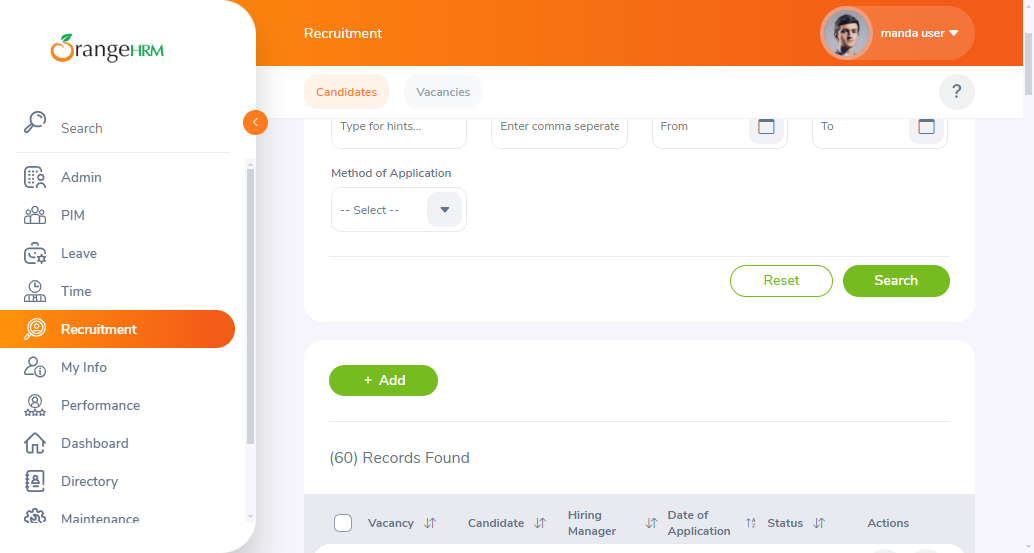 OrangeHRM
Search
Admin
PIM
Leave
Time
Recruitment
My Info
Performance
Dashboard
Directory
Maintenance
Recruitment
manda user
Candidates
Vacancies
?
Type for hints...
Enter comma seperate
From
To
Method of Application
-- Select --
Reset
Search
+ Add
(60) Records Found
Vacancy
Candidate
Hiring
Manager
Date of
Application
Status
Actions